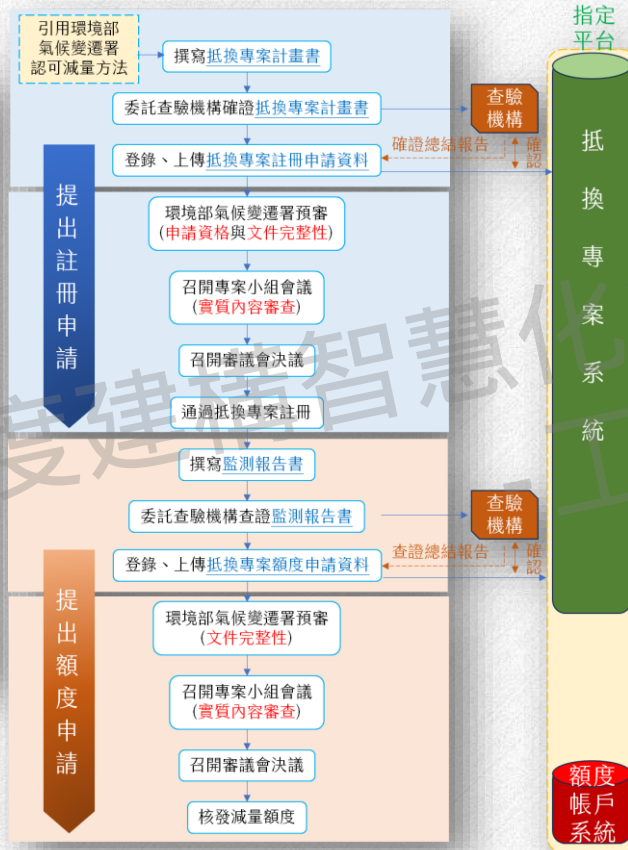 指定
平台
引用環境部
氣候變遷署
認可減量方法
撰寫抵換專案計畫書
委託查驗機構確證抵換專案計畫書
查驗
機構
確證總結報告
確認
登錄、上傳抵換專案註冊申請資料
抵換專案系統
提出註冊申請
環境部氣候變遷署預審
(申請資格與文件完整性)
召開專案小組會議
(實質內容審查)
召開審議會決議
通過抵換專案註冊
度建構智慧化
工
撰寫監測報告書
委託查驗機構查證監測報告書
查驗
機構
查證總結報告
確認
登錄、上傳抵換專案額度申請資料
提出額度申請
環境部氣候變遷署預審
(文件完整性)
召開專案小組會議
(實質內容審查)
召開審議會決議
核發減量額度
額度
帳戶
系統